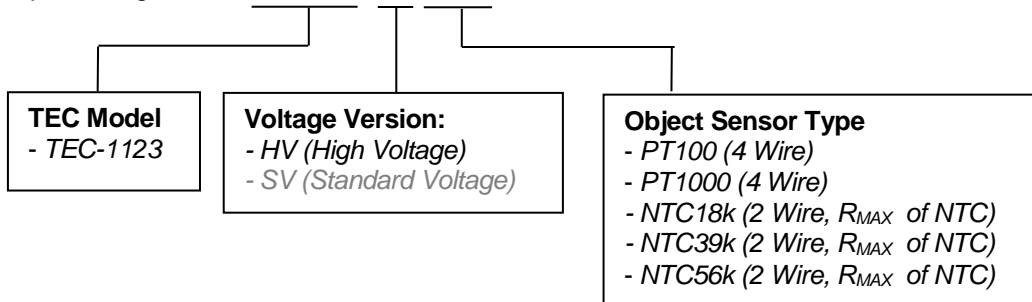 TEC Model
- TEC-1123
Voltage Version:
- HV (High Voltage)
- SV (Standard Voltage)
Object Sensor Type
- PT100 (4 Wire)
- PT1000 (4 Wire)
- NTC18k (2 Wire, RMAX of NTC)
- NTC39k (2 Wire, RMAX of NTC)
- NTC56k (2 Wire, RMAX of NTC)